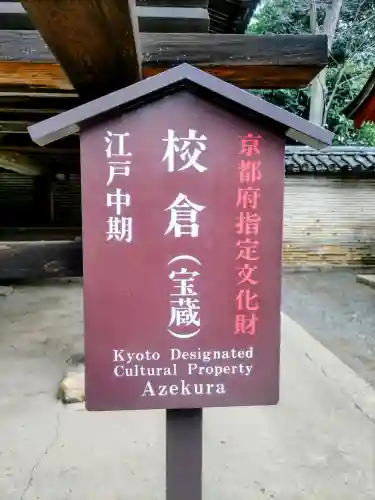 京都府指定文化財
校倉(宝蔵)
江戸中期
Kyoto Designated
Cultural Property
Azekura